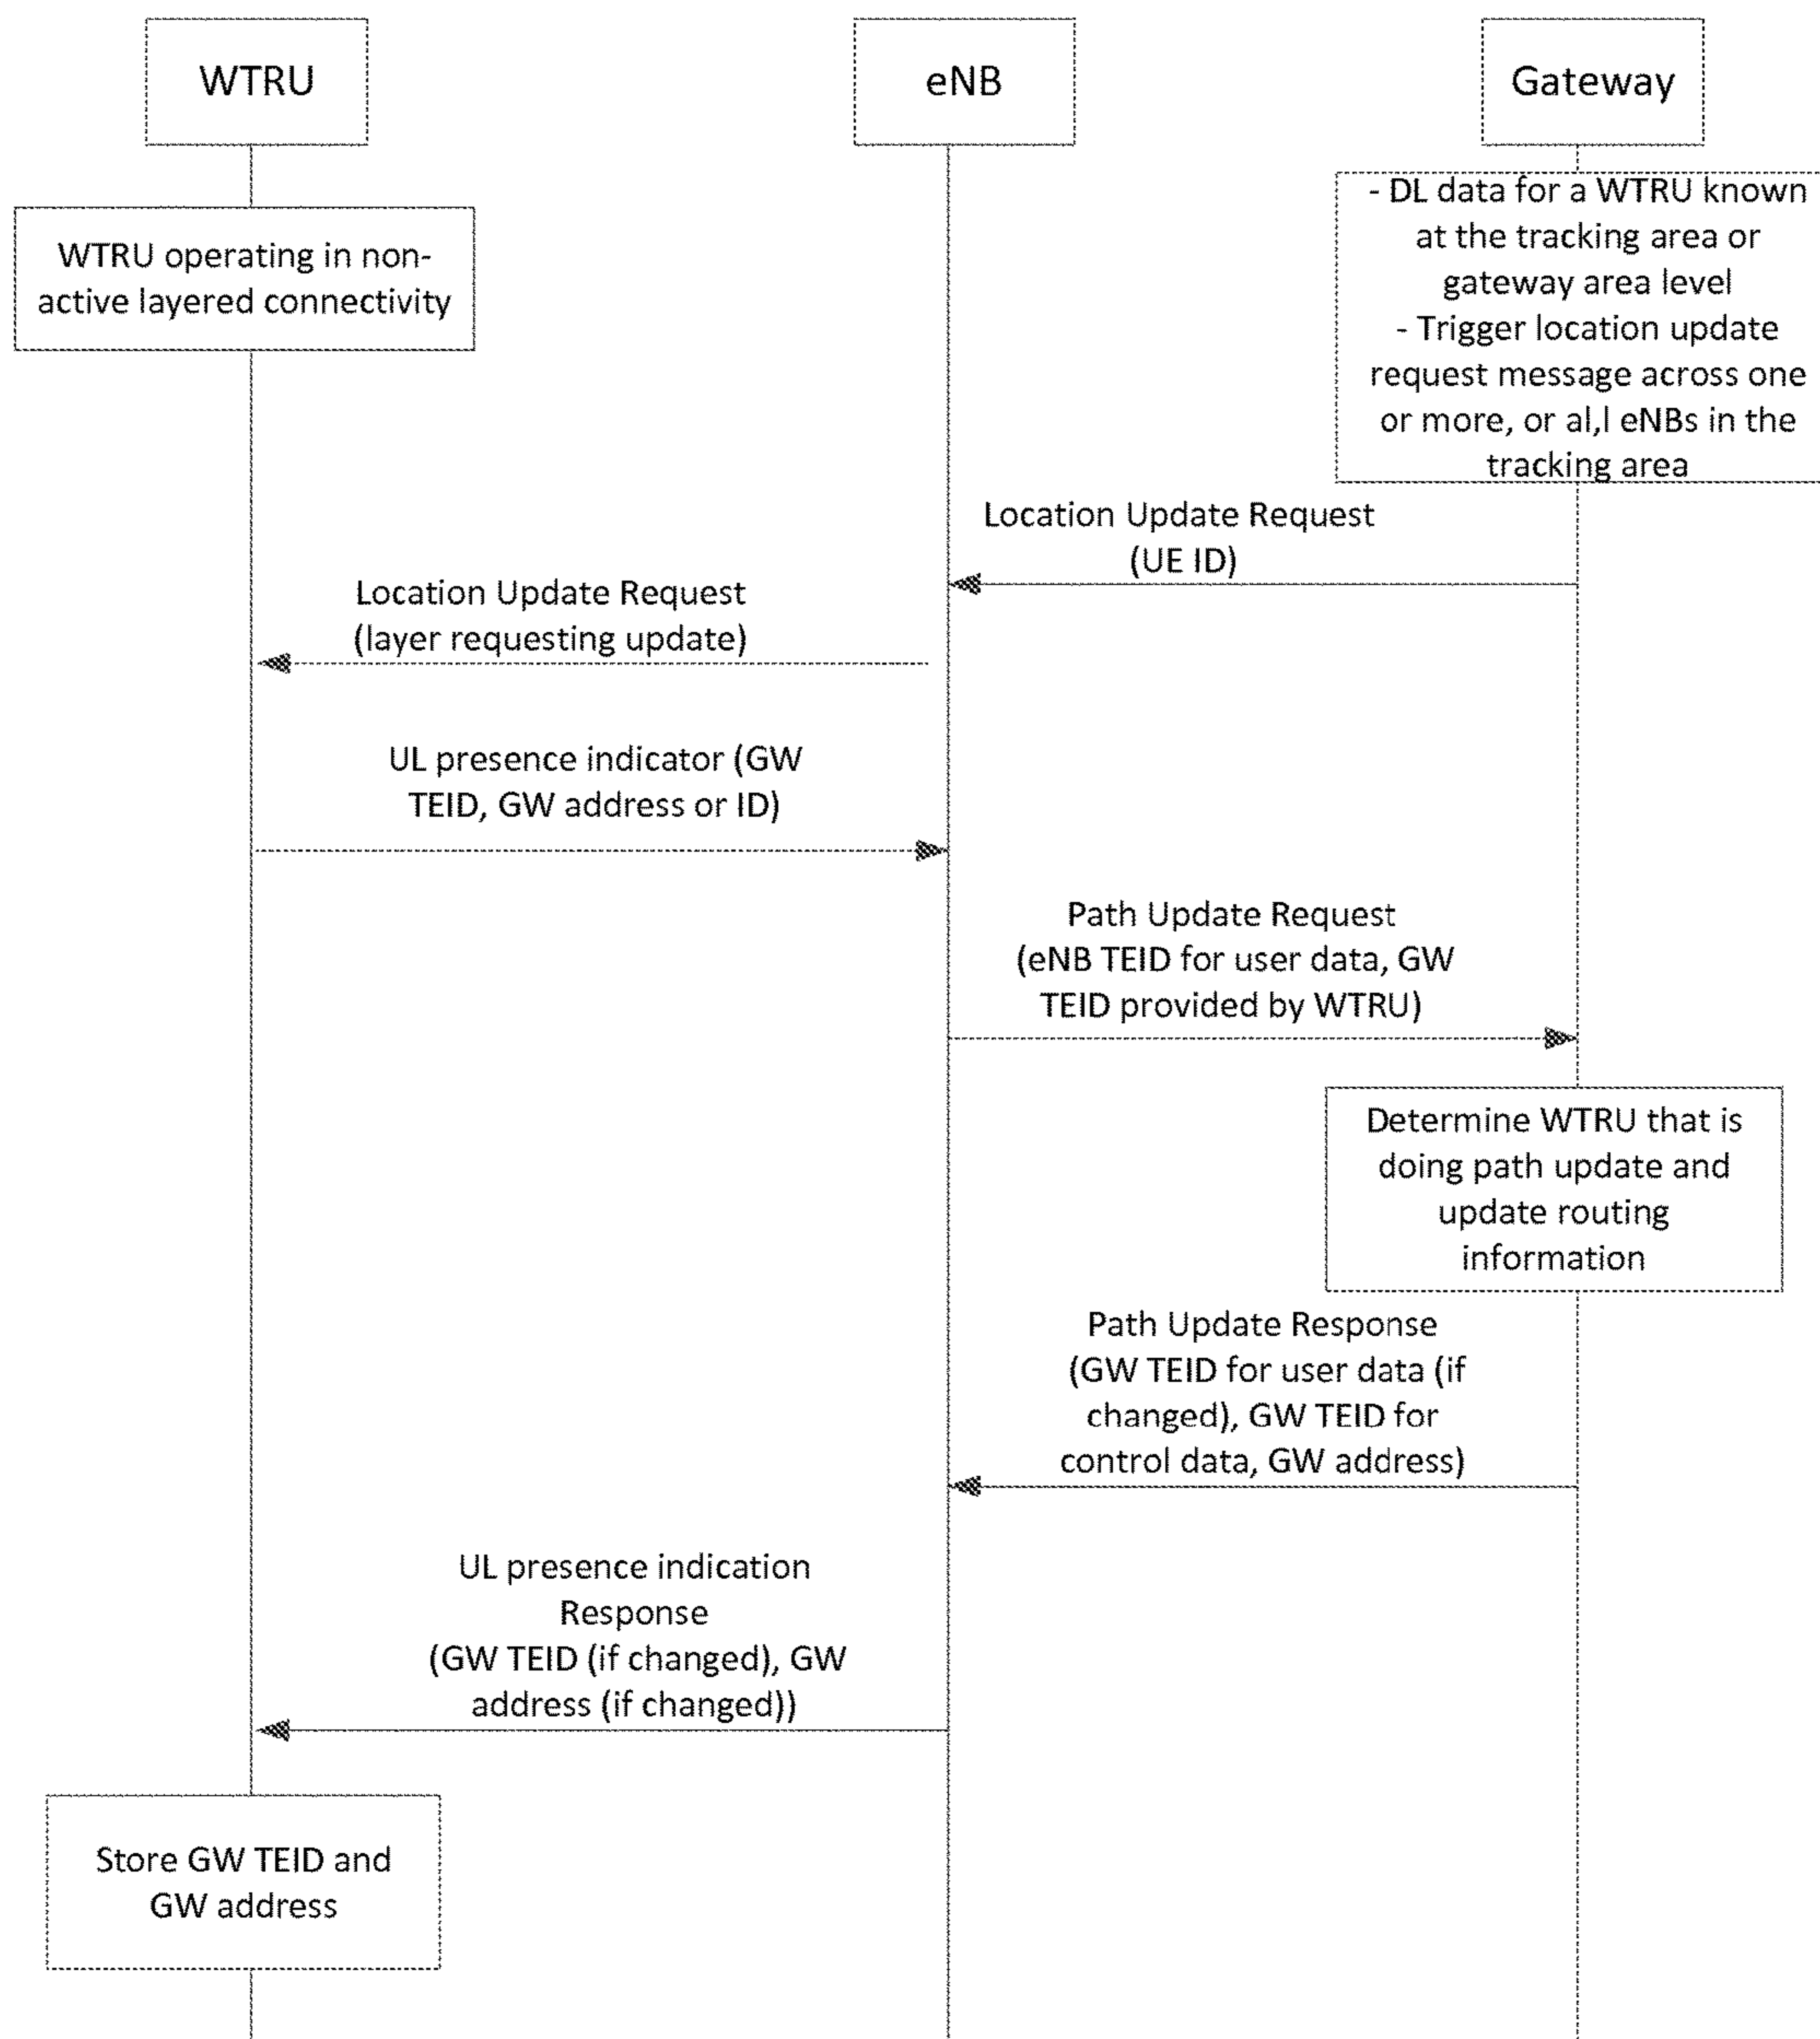 WTRU
eNB
Gateway
WTRU operating in non-
active layered connectivity
- DL data for a WTRU known
at the tracking area or
gateway area level
- Trigger location update
request message across one
or more, or al,l eNBs in the
tracking area
Location Update Request
(UE ID)
Location Update Request
(layer requesting update)
UL presence indicator (GW
TEID, GW address or ID)
Path Update Request
(eNB TEID for user data, GW
TEID provided by WTRU)
Determine WTRU that is
doing path update and
update routing
information
Path Update Response
(GW TEID for user data (if
changed), GW TEID for
control data, GW address)
UL presence indication
Response
(GW TEID (if changed), GW
address (if changed))
Store GW TEID and
GW address